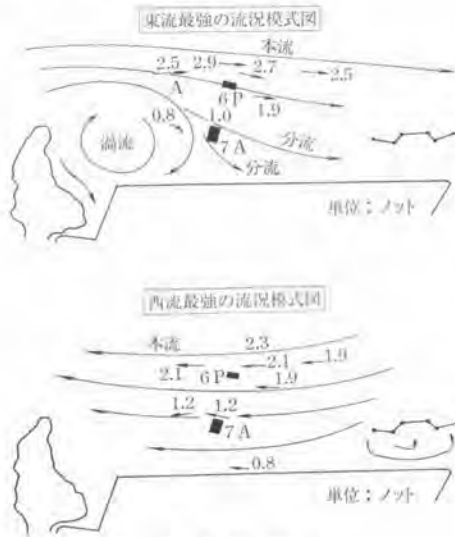 東流最強の流況模式図
本流
2.5 2.9 2.7 2.5
A 6P 1.9
0.8 1.0
渦流 7A 分流
分流
単位；ノット
西流最強の流況模式図
本流 2.3
2.1 2.1 1.9
6P 1.9
1.2 1.2
7A
0.8
単位；ノット